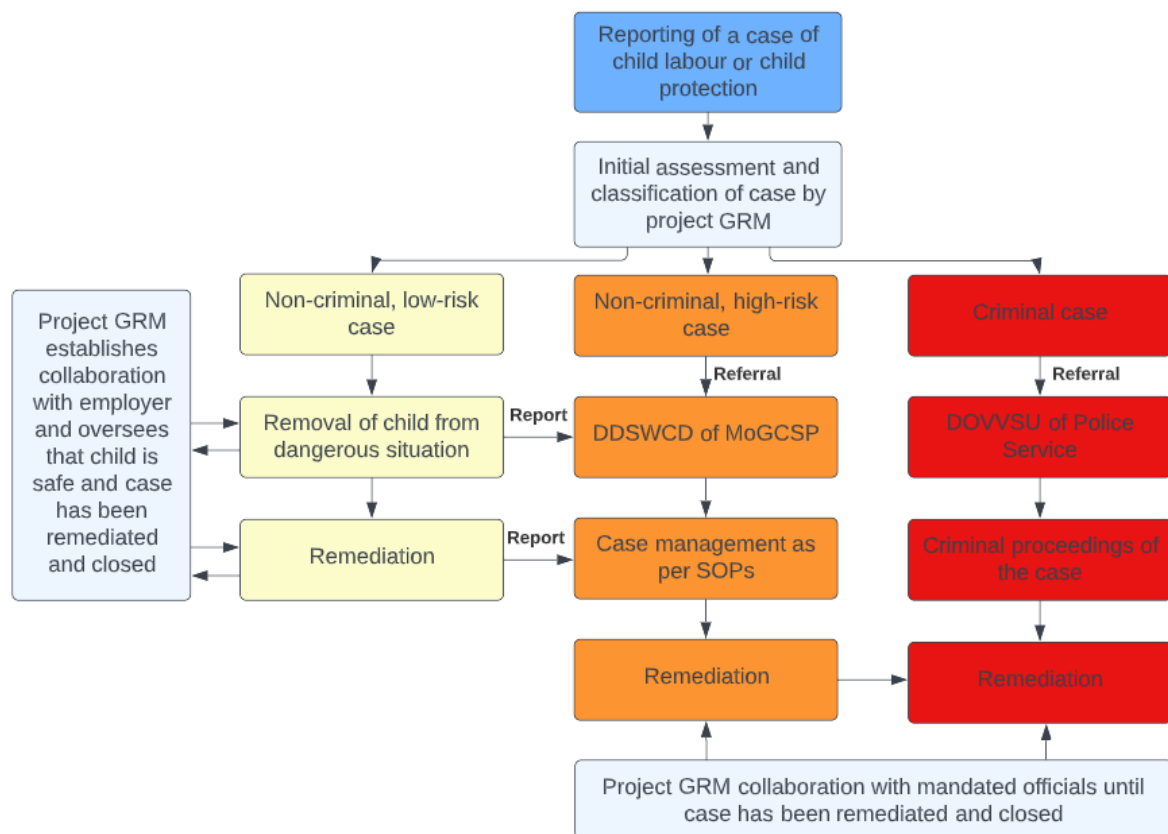 Reporting of a case of
child labour or child
protection
Initial assessment and
classification of case by
project GRM
Non-criminal, low-risk
case
Non-criminal, high-risk
case
Criminal case
Project GRM
establishes
collaboration
with employer
and oversees
that child is
safe and case
has been
remediated
and closed
Referral
Referral
Removal of child from
dangerous situation
Report
DDSWCD of MoGCSP
DOVVSU of Police
Service
Remediation
Report
Case management as
per SOPs
Criminal proceedings of
the case
Remediation
Remediation
Project GRM collaboration with mandated officials until
case has been remediated and closed